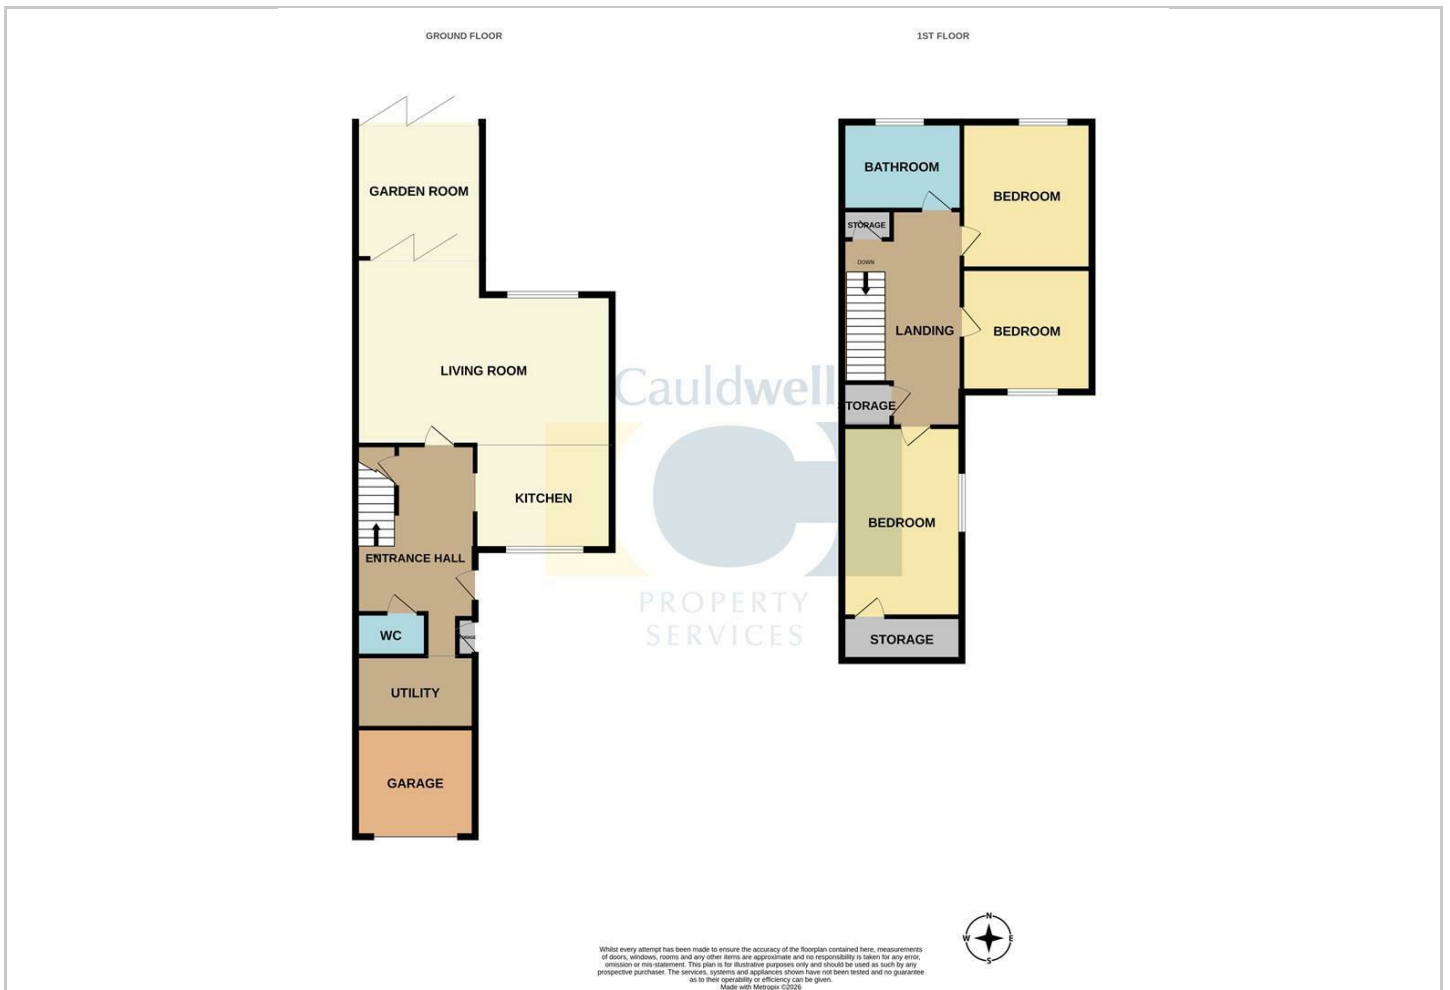 GROUND FLOOR
1ST FLOOR
GARDEN ROOM
LIVING ROOM
KITCHEN
ENTRANCE HALL
WC
UTILITY
GARAGE
BATHROOM
BEDROOM
STORAGE
DOWN
LANDING
BEDROOM
TORAGE
BEDROOM
STORAGE
Cauldwell
PROPERTY
SERVICES
N
W
E
S
Whilst every attempt has been made to ensure the accuracy of the floorplan contained here, measurements
of doors, windows, rooms and any other items are approximate and no responsibility is taken for any error,
omission or mis-statement. This plan is for illustrative purposes only and should be used as such by any
prospective purchaser. The services, systems and appliances shown have not been tested and no guarantee
as to their operability or efficiency can be given.
Made with Metropix ©2026